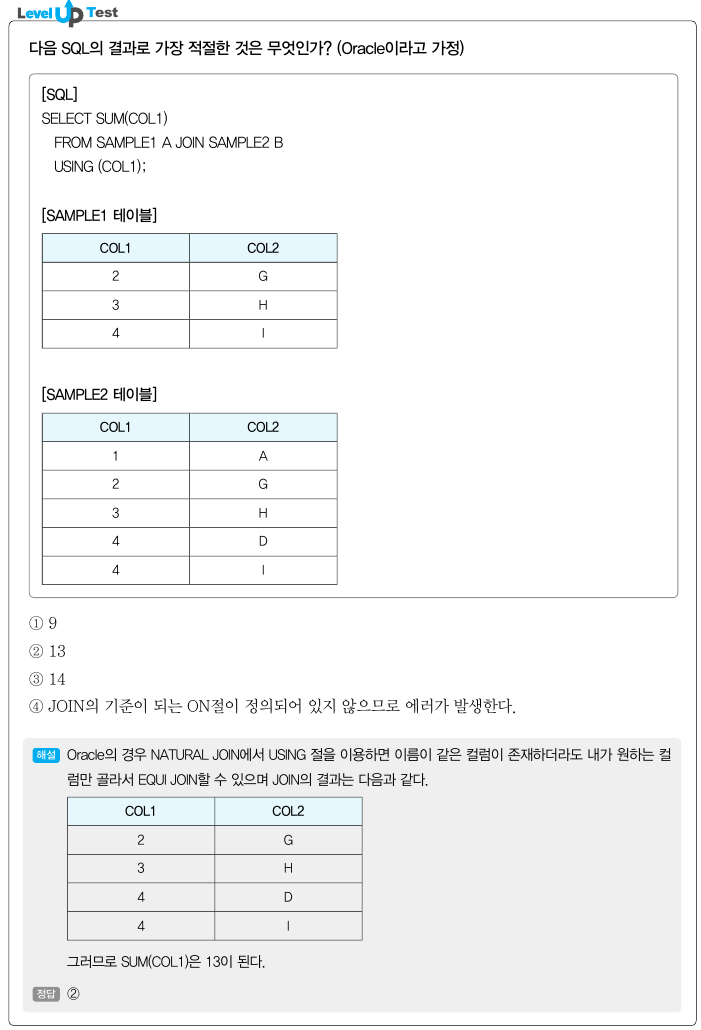 Level Up Test
다음 SQL의 결과로 가장 적절한 것은 무엇인가? (Oracle이라고 가정)
[SQL]
SELECT SUM(COL1)
FROM SAMPLE1 A JOIN SAMPLE2 B
USING (COL1);
[SAMPLE1 테이블]
COL1 COL2
2 G
3 H
4 I
[SAMPLE2 테이블]
COL1 COL2
1 A
2 G
3 H
4 D
4 I
① 9
② 13
③ 14
④ JOIN의 기준이 되는 ON절이 정의되어 있지 않으므로 에러가 발생한다.
해설 Oracle의 경우 NATURAL JOIN에서 USING 절을 이용하면 이름이 같은 컬럼이 존재하더라도 내가 원하는 컬
럼만 골라서 EQUI JOIN할 수 있으며 JOIN의 결과는 다음과 같다.
COL1 COL2
2 G
3 H
4 D
4 I
그러므로 SUM(COL1)은 13이 된다.
정답 ②